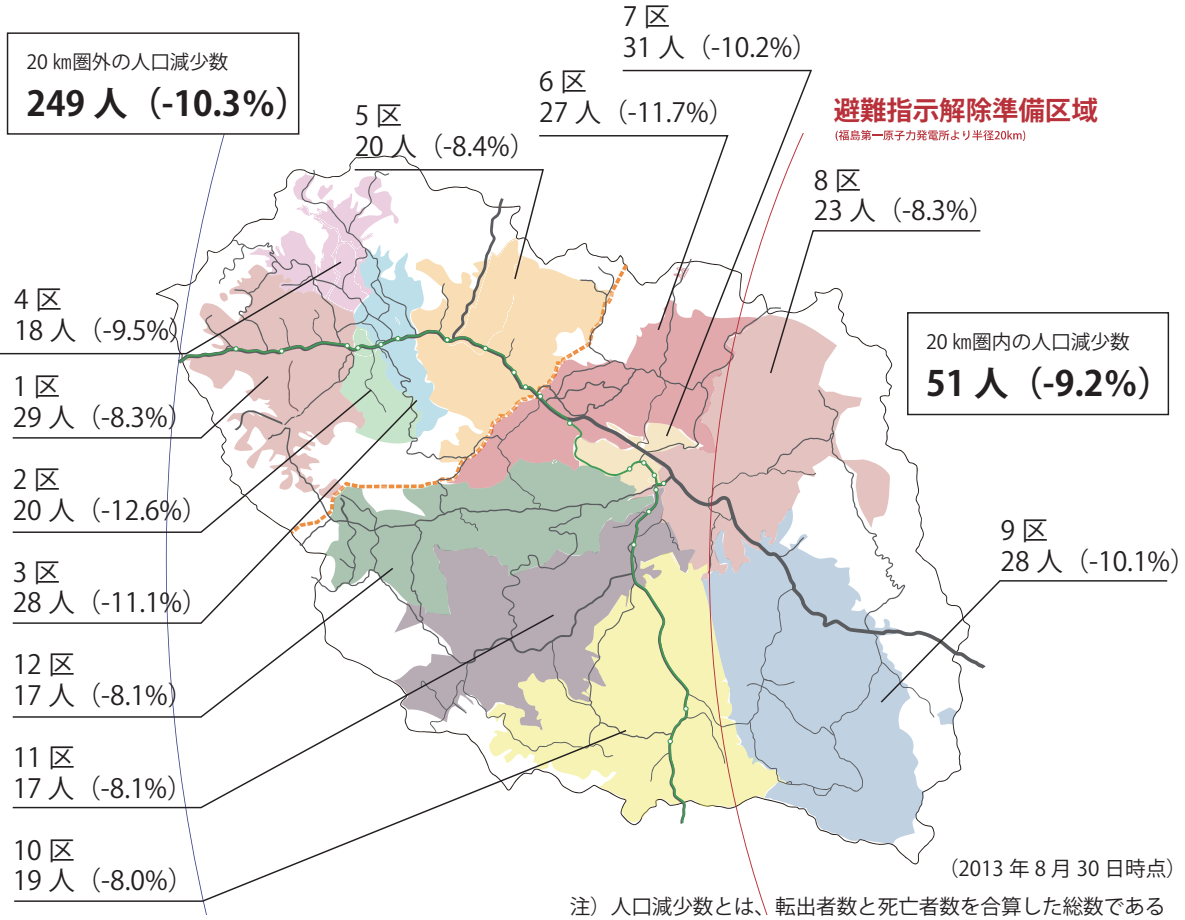 20 km圏外の人口減少数
249 人（-10.3%）
7 区
31 人（-10.2%）
6 区
27 人（-11.7%）
5 区
20 人（-8.4%）
避難指示解除準備区域
(福島第一原子力発電所より半径20km)
8 区
23 人（-8.3%）
20 km圏内の人口減少数
51 人（-9.2%）
4 区
18 人（-9.5%）
1 区
29 人（-8.3%）
2 区
20 人（-12.6%）
3 区
28 人（-11.1%）
12 区
17 人（-8.1%）
11 区
17 人（-8.1%）
10 区
19 人（-8.0%）
9 区
28 人（-10.1%）
（2013 年 8 月 30 日時点）
注）人口減少数とは、転出者数と死亡者数を合算した総数である